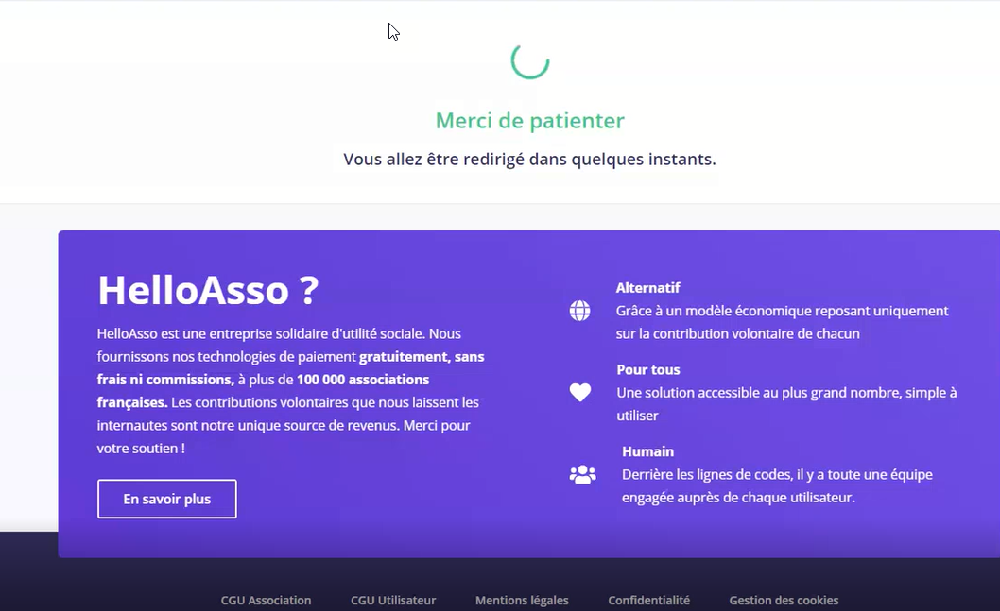 Merci de patienter
Vous allez être redirigé dans quelques instants.
HelloAsso ?
HelloAsso est une entreprise solidaire d'utilité sociale. Nous
fournissons nos technologies de paiement gratuitement, sans
frais ni commissions, à plus de 100 000 associations
françaises. Les contributions volontaires que nous laissent les
internautes sont notre unique source de revenus. Merci pour
votre soutien !
En savoir plus
Alternatif
Grâce à un modèle économique reposant uniquement
sur la contribution volontaire de chacun
Pour tous
Une solution accessible au plus grand nombre, simple à
utiliser
Humain
Derrière les lignes de codes, il y a toute une équipe
engagée auprès de chaque utilisateur.
CGU Association CGU Utilisateur Mentions légales Confidentialité Gestion des cookies